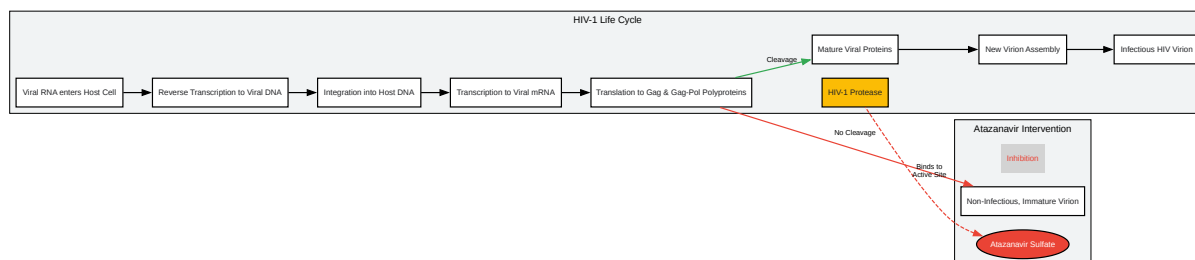 HIV-1 Life Cycle
Mature Viral Proteins
New Virion Assembly
Infectious HIV Virion
Cleavage
Viral RNA enters Host Cell
Reverse Transcription to Viral DNA
Integration into Host DNA
Transcription to Viral mRNA
Translation to Gag & Gag-Pol Polyproteins
HIV-1 Protease
No Cleavage
Binds to
Active Site
Atazanavir Intervention
Inhibition
Non-Infectious, Immature Virion
Atazanavir Sulfate